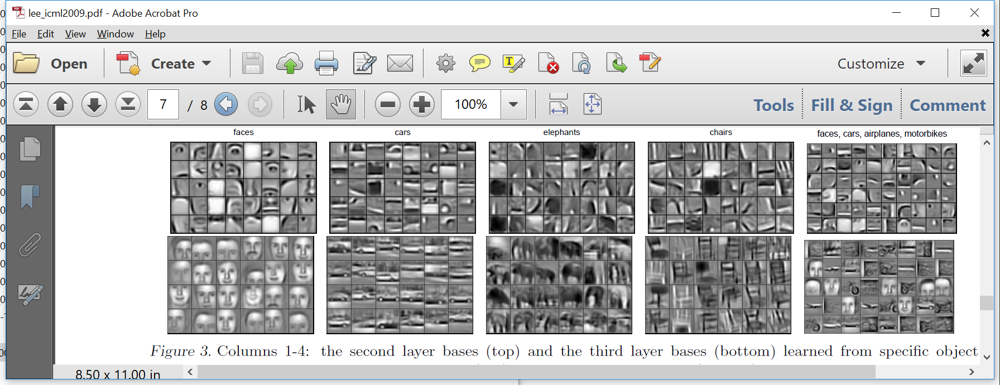 lee_icml2009.pdf - Adobe Acrobat Pro
File Edit View Window Help
Open Create Customize
7 / 8 100% Tools Fill & Sign Comment
faces cars elephants chairs faces, cars, airplanes, motorbikes
Figure 3. Columns 1-4: the second layer bases (top) and the third layer bases (bottom) learned from specific object
8.50 x 11.00 in